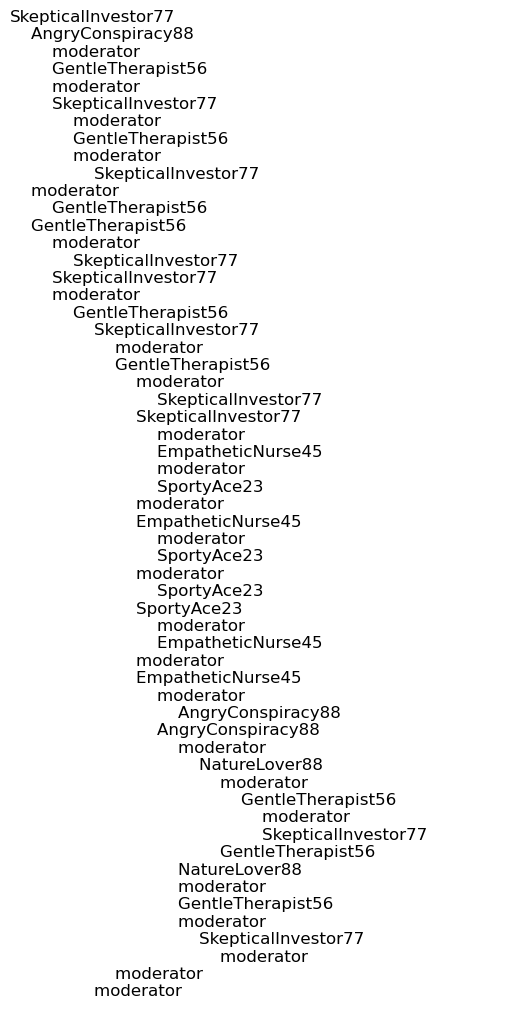 SkepticalInvestor77
AngryConspiracy88
moderator
GentleTherapist56
moderator
SkepticalInvestor77
moderator
GentleTherapist56
moderator
SkepticalInvestor77
moderator
GentleTherapist56
GentleTherapist56
moderator
SkepticalInvestor77
SkepticalInvestor77
moderator
GentleTherapist56
SkepticalInvestor77
moderator
GentleTherapist56
moderator
SkepticalInvestor77
SkepticalInvestor77
moderator
EmpatheticNurse45
moderator
SportyAce23
moderator
EmpatheticNurse45
moderator
SportyAce23
moderator
SportyAce23
SportyAce23
moderator
EmpatheticNurse45
moderator
EmpatheticNurse45
moderator
AngryConspiracy88
AngryConspiracy88
moderator
NatureLover88
moderator
GentleTherapist56
moderator
SkepticalInvestor77
GentleTherapist56
NatureLover88
moderator
GentleTherapist56
moderator
SkepticalInvestor77
moderator
moderator
moderator